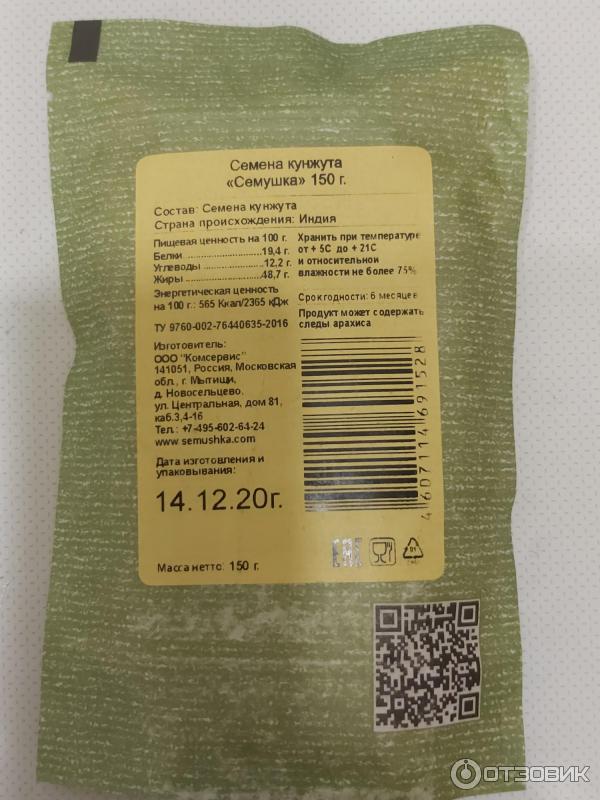 Семена кунжута
«Семушка» 150 г.
Состав: Семена кунжута
Страна происхождения: Индия
Пищевая ценность на 100 г.
Белки ........................19,4 г.
Углеводы ..................12,2 г.
Жиры ........................48,7 г.
Энергетическая ценность
на 100 г.: 565 Ккал/2365 кДж
ТУ 9760-002-76440635-2016
Хранить при температуре
от + 5С до + 21С
и относительной
влажности не более 75%
Срок годности: 6 месяцев
Продукт может содержать
следы арахиса
Изготовитель:
ООО "Комсервис"
141051, Россия, Московская
обл., г. Мытищи,
д. Новосельцево,
ул. Центральная, дом 81,
каб.3,4-16
Тел.: +7-495-602-64-24
www.semushka.com
Дата изготовления и
упаковывания:
14.12.20г.
4 607114 691528
EAC
Масса нетто: 150 г.
ОТЗОВИК